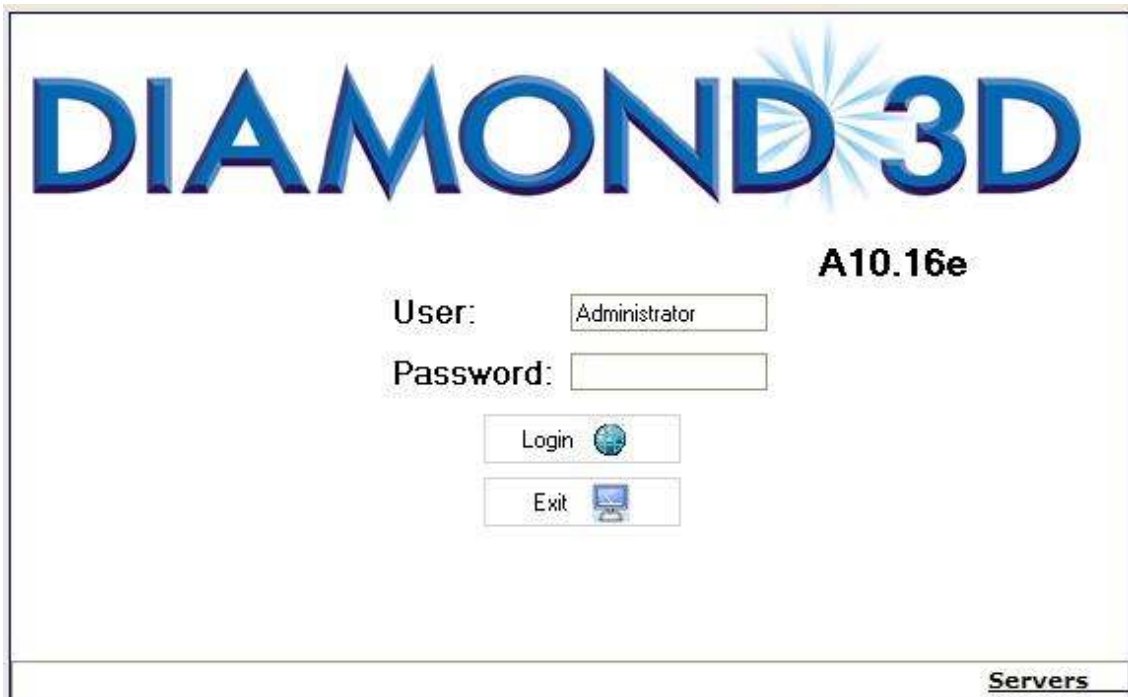 DIAMOND 3D
A10.16e
User: Administrator
Password:
Login
Exit
Servers